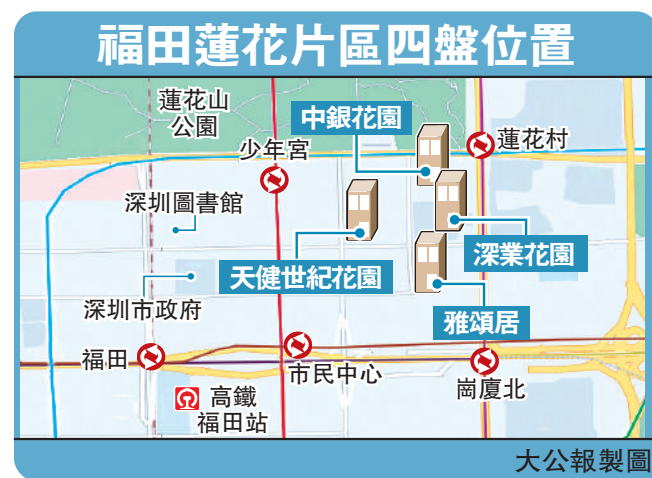 福田蓮花片區四盤位置
蓮花山
公園
中銀花園
少年宮
蓮花村
深圳圖書館
深業花園
天健世紀花園
深圳市政府
雅頌居
福田
市民中心
崗廈北
高鐵
福田站
大公報製圖